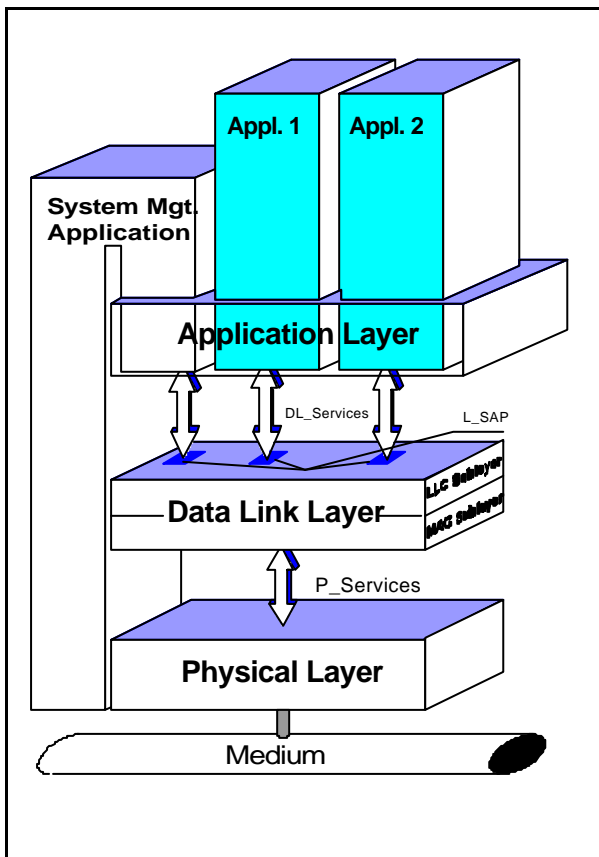 Appl. 1
Appl. 2
System Mgt.
Application
Application Layer
DL_Services
L_SAP
LLC Sublayer
MAC Sublayer
Data Link Layer
P_Services
Physical Layer
Medium